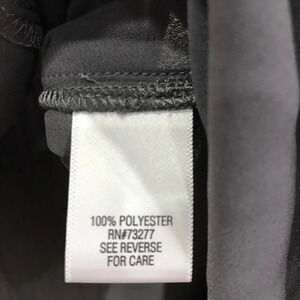 100% POLYESTER
RN#73277
SEE REVERSE
FOR CARE